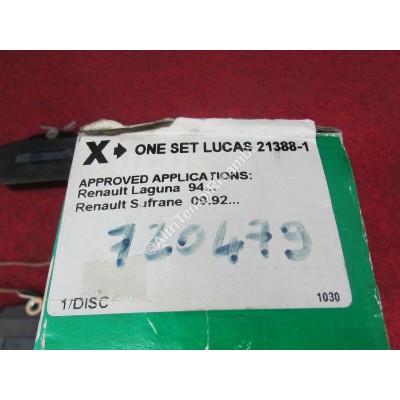 X ONE SET LUCAS 21388-1
APPROVED APPLICATIONS:
Renault Laguna 94...
Renault Safrane 09.92...
720479
1/DISC
1030